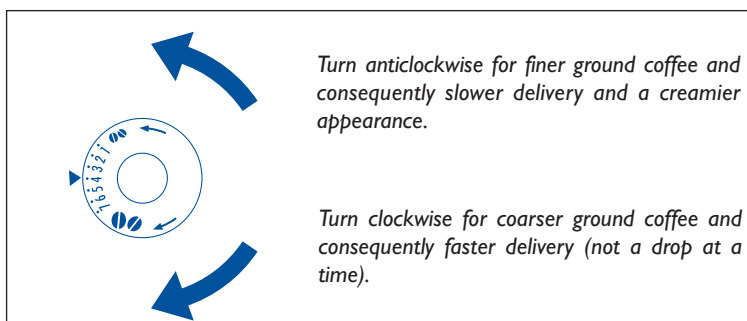 Turn anticlockwise for finer ground coffee and
consequently slower delivery and a creamier
appearance.
7654321
Turn clockwise for coarser ground coffee and
consequently faster delivery (not a drop at a
time).